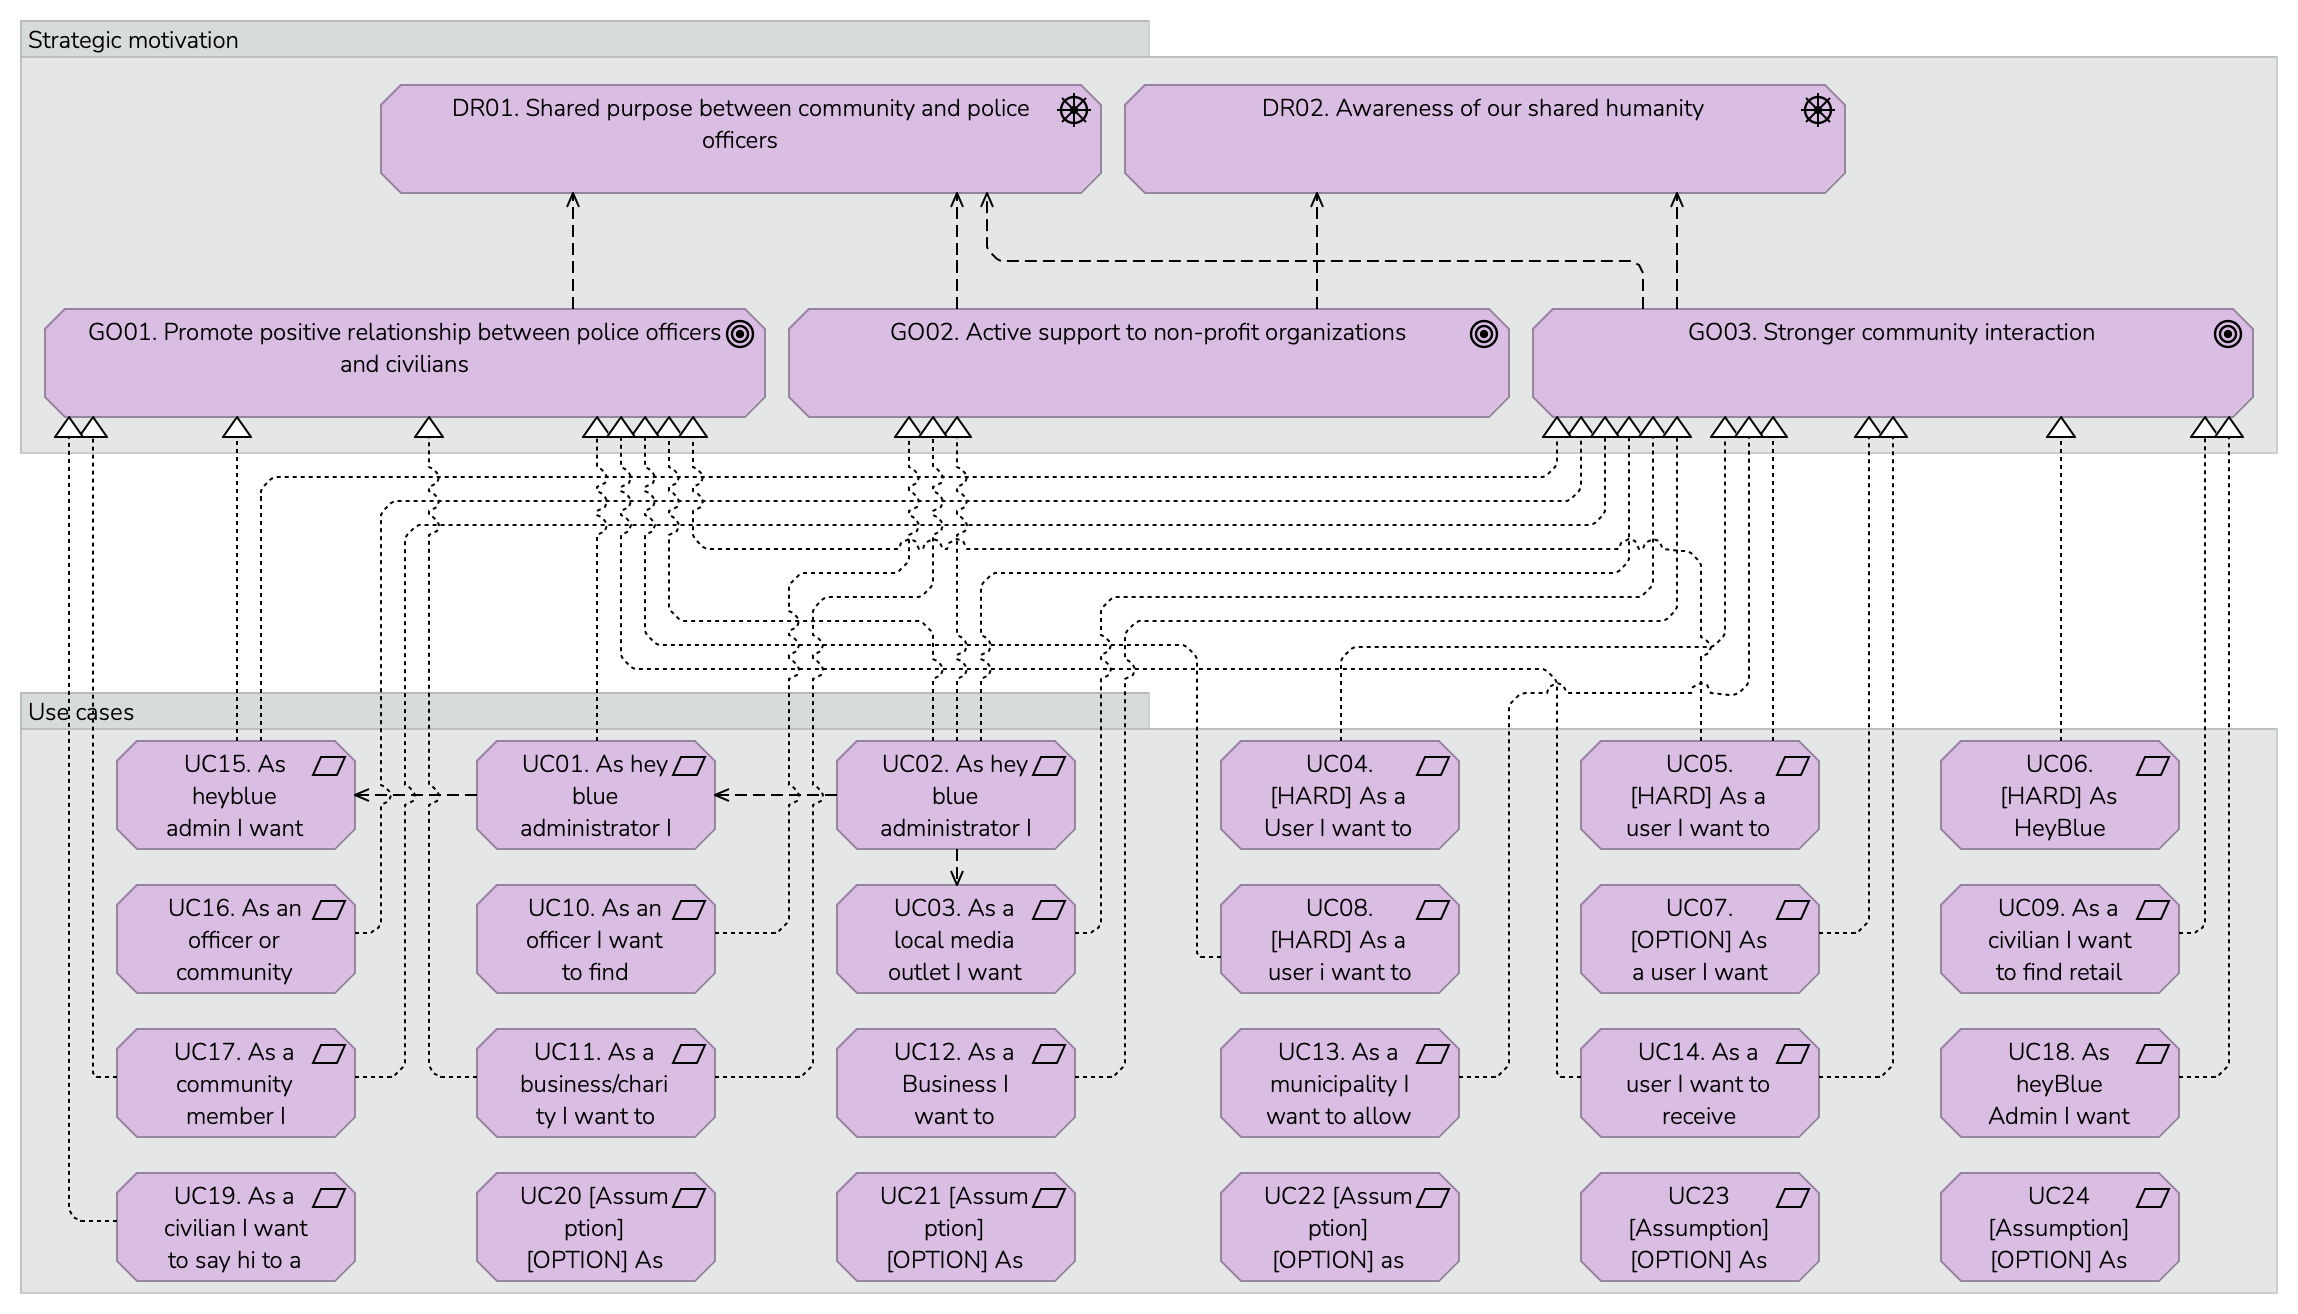 Strategic motivation
DR01. Shared purpose between community and police
officers
DR02. Awareness of our shared humanity
GO01. Promote positive relationship between police officers
and civilians
GO02. Active support to non-profit organizations
GO03. Stronger community interaction
Use cases
UC15. As
heyblue
admin I want
UC01. As hey
blue
administrator I
UC02. As hey
blue
administrator I
UC04.
[HARD] As a
User I want to
UC05.
[HARD] As a
user I want to
UC06.
[HARD] As
HeyBlue
UC16. As an
officer or
community
UC10. As an
officer I want
to find
UC03. As a
local media
outlet I want
UC08.
[HARD] As a
user i want to
UC07.
[OPTION] As
a user I want
UC09. As a
civilian I want
to find retail
UC17. As a
community
member I
UC11. As a
business/chari
ty I want to
UC12. As a
Business I
want to
UC13. As a
municipality I
want to allow
UC14. As a
user I want to
receive
UC18. As
heyBlue
Admin I want
UC19. As a
civilian I want
to say hi to a
UC20 [Assum
ption]
[OPTION] As
UC21 [Assum
ption]
[OPTION] As
UC22 [Assum
ption]
[OPTION] as
UC23
[Assumption]
[OPTION] As
UC24
[Assumption]
[OPTION] As